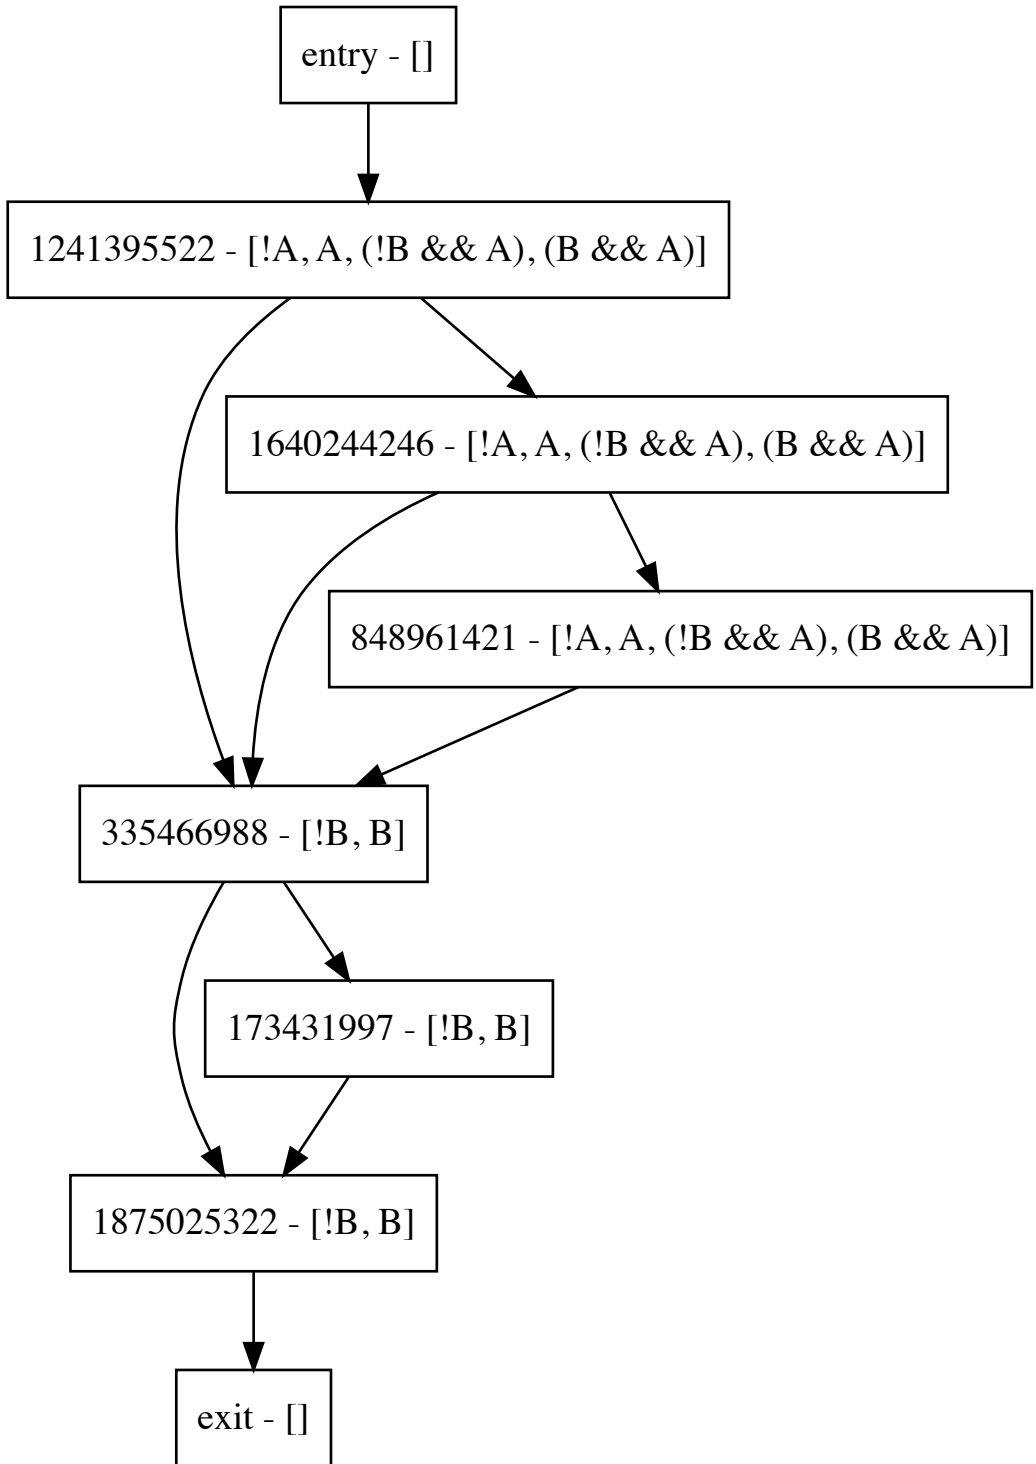 entry - []
1241395522 - [!A, A, (!B && A), (B && A)]
1640244246 - [!A, A, (!B && A), (B && A)]
848961421 - [!A, A, (!B && A), (B && A)]
335466988 - [!B, B]
173431997 - [!B, B]
1875025322 - [!B, B]
exit - []